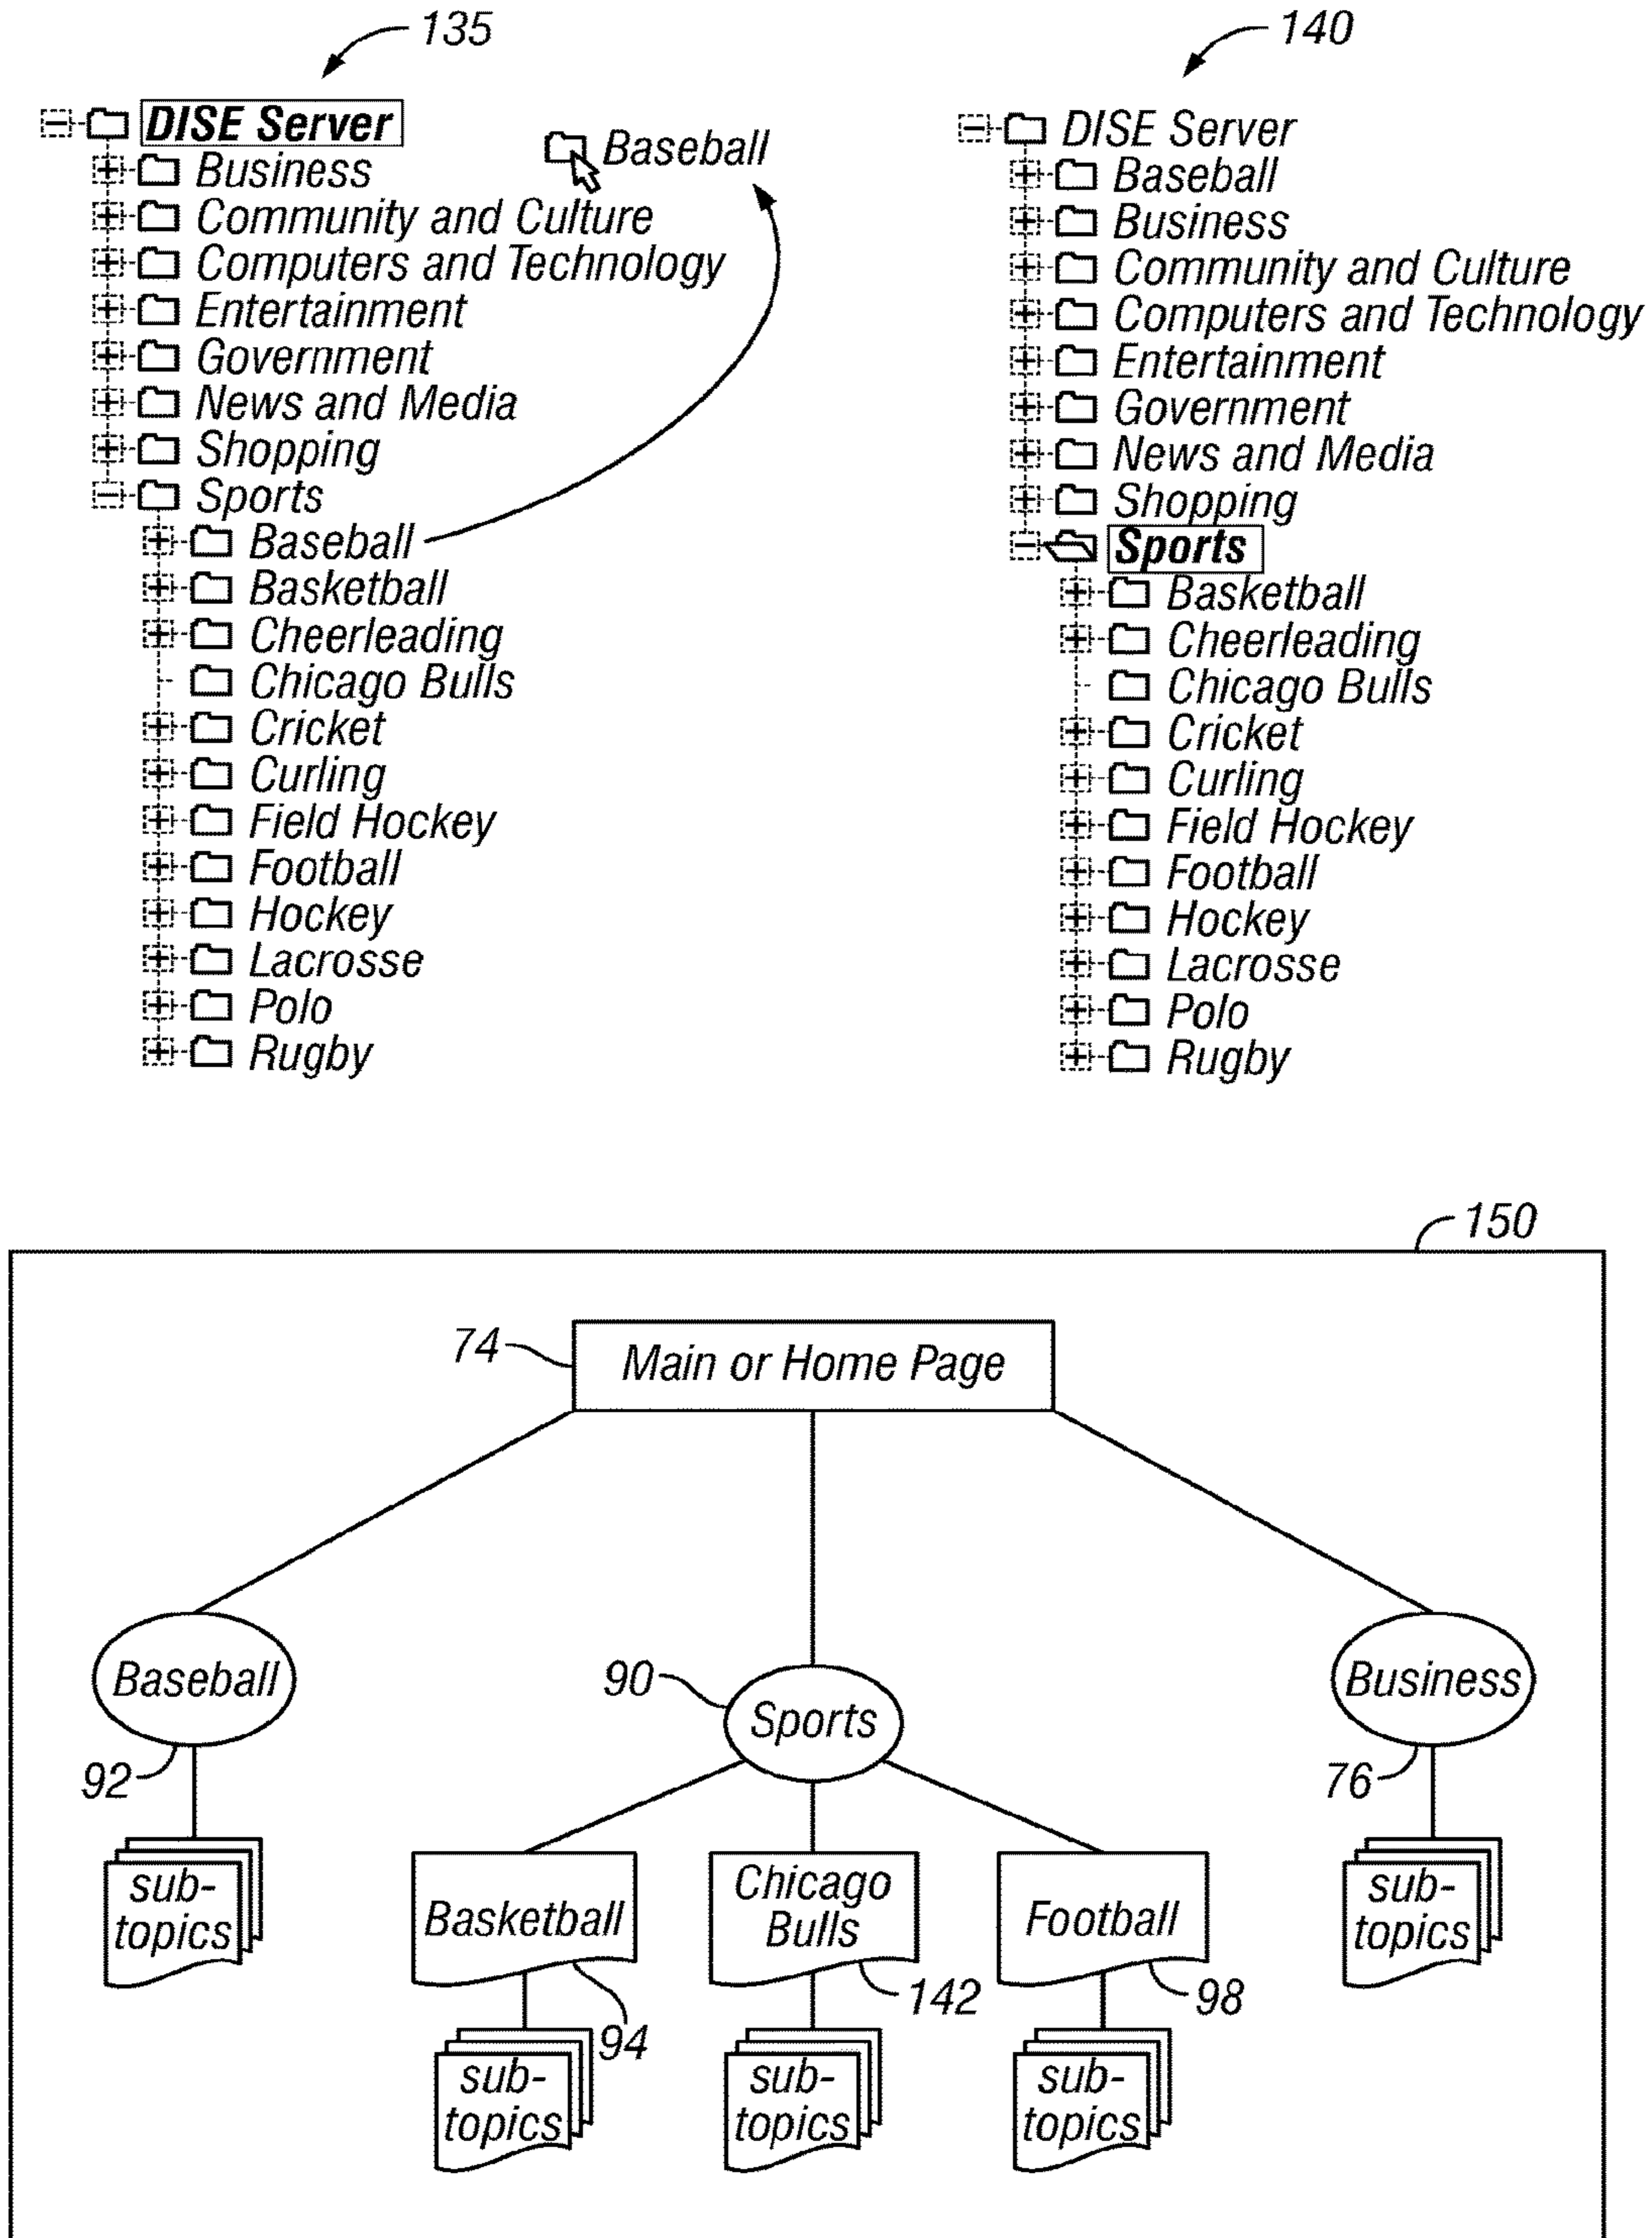 135
DISE Server
Baseball
Business
Community and Culture
Computers and Technology
Entertainment
Government
News and Media
Shopping
Sports
Baseball
Basketball
Cheerleading
Chicago Bulls
Cricket
Curling
Field Hockey
Football
Hockey
Lacrosse
Polo
Rugby
140
DISE Server
Baseball
Business
Community and Culture
Computers and Technology
Entertainment
Government
News and Media
Shopping
Sports
Basketball
Cheerleading
Chicago Bulls
Cricket
Curling
Field Hockey
Football
Hockey
Lacrosse
Polo
Rugby
150
74
Main or Home Page
Baseball
92
sub-
topics
90
Sports
Business
76
sub-
topics
Basketball
94
sub-
topics
Chicago
Bulls
142
sub-
topics
Football
98
sub-
topics